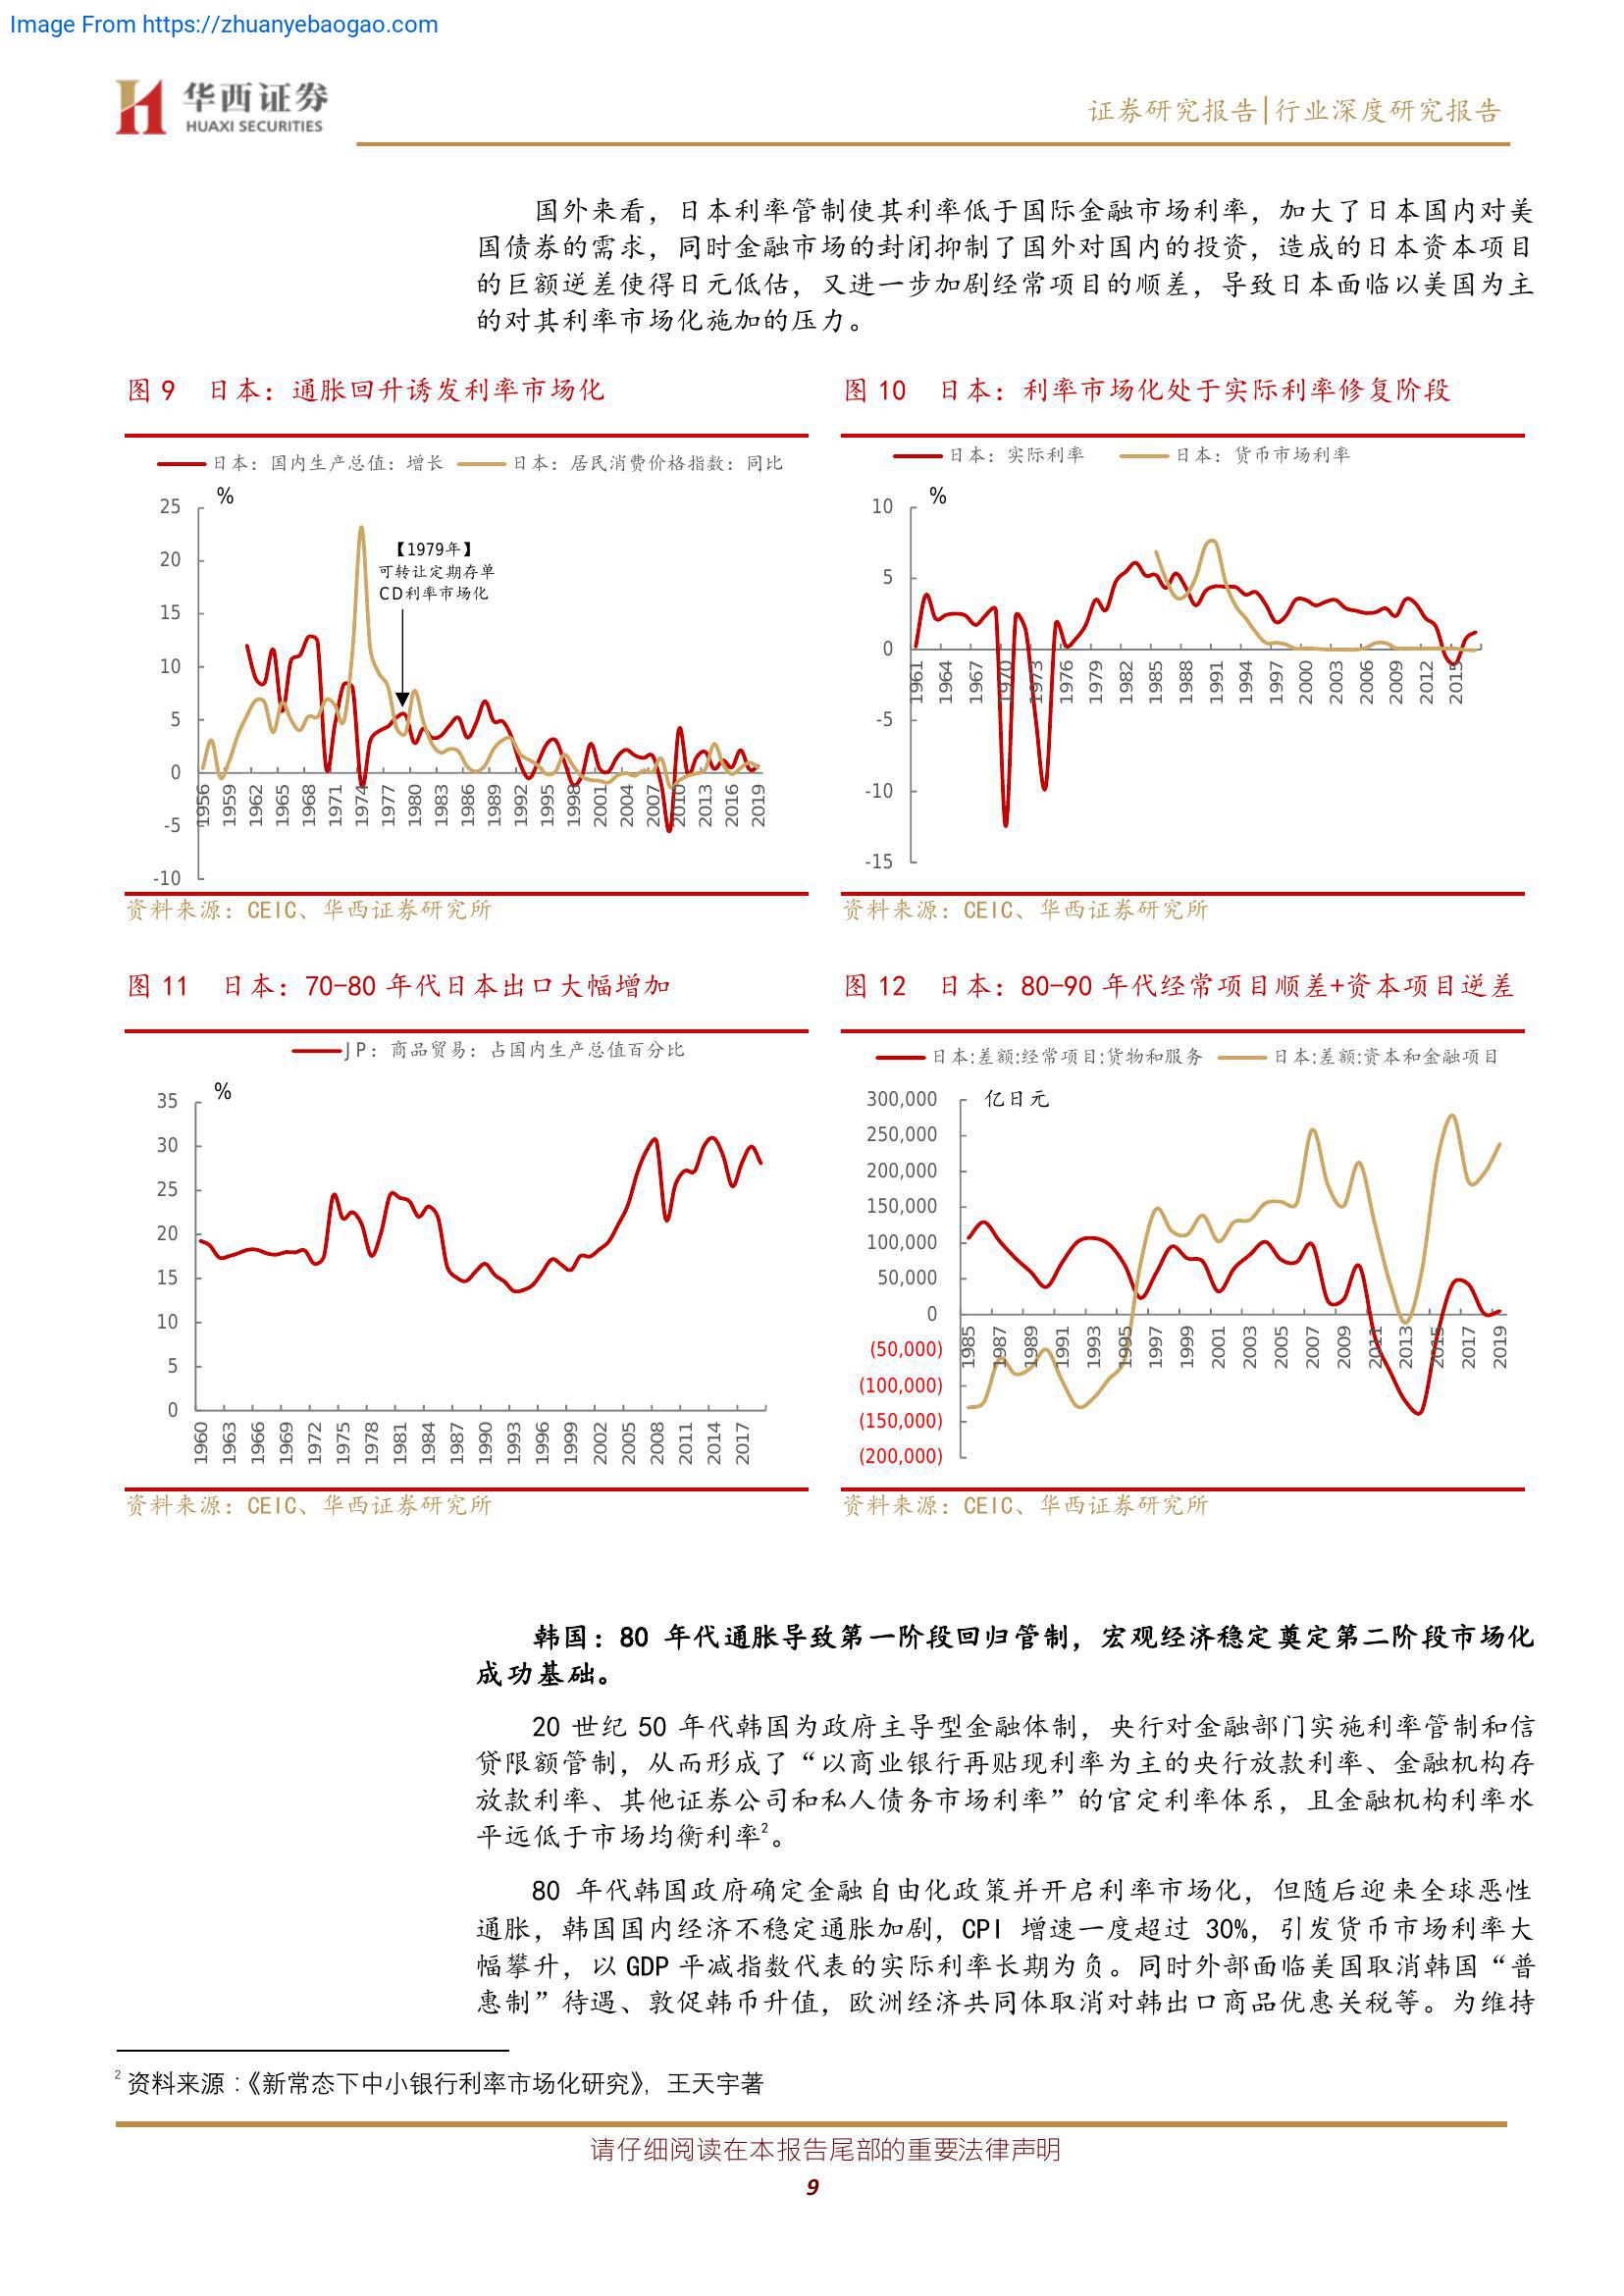 Image From https://zhuanyebaogao.com
华西证券
HUAXI SECURITIES
证券研究报告|行业深度研究报告
国外来看，日本利率管制使其利率低于国际金融市场利率，加大了日本国内对美
国债券的需求，同时金融市场的封闭抑制了国外对国内的投资，造成的日本资本项目
的巨额逆差使得日元低估，又进一步加剧经常项目的顺差，导致日本面临以美国为主
的对其利率市场化施加的压力。
图 9 日本：通胀回升诱发利率市场化
日本：国内生产总值：增长 日本：居民消费价格指数：同比
%
25
20
15
10
5
0
-5
-10
【1979年】
可转让定期存单
CD利率市场化
1956 1959 1962 1965 1968 1971 1974 1977 1980 1983 1986 1989 1992 1995 1998 2001 2004 2007 2010 2013 2016 2019
资料来源：CEIC、华西证券研究所
图 10 日本：利率市场化处于实际利率修复阶段
日本：实际利率 日本：货币市场利率
%
10
5
0
-5
-10
-15
1961 1964 1967 1970 1973 1976 1979 1982 1985 1988 1991 1994 1997 2000 2003 2006 2009 2012 2015
资料来源：CEIC、华西证券研究所
图 11 日本：70-80 年代日本出口大幅增加
JP：商品贸易：占国内生产总值百分比
%
35
30
25
20
15
10
5
0
1960 1963 1966 1969 1972 1975 1978 1981 1984 1987 1990 1993 1996 1999 2002 2005 2008 2011 2014 2017
资料来源：CEIC、华西证券研究所
图 12 日本：80-90 年代经常项目顺差+资本项目逆差
日本:差额:经常项目:货物和服务 日本:差额:资本和金融项目
亿日元
300,000
250,000
200,000
150,000
100,000
50,000
0
(50,000)
(100,000)
(150,000)
(200,000)
1985 1987 1989 1991 1993 1995 1997 1999 2001 2003 2005 2007 2009 2011 2013 2015 2017 2019
资料来源：CEIC、华西证券研究所
韩国：80 年代通胀导致第一阶段回归管制，宏观经济稳定奠定第二阶段市场化
成功基础。
20 世纪 50 年代韩国为政府主导型金融体制，央行对金融部门实施利率管制和信
贷限额管制，从而形成了“以商业银行再贴现利率为主的央行放款利率、金融机构存
放款利率、其他证券公司和私人债务市场利率”的官定利率体系，且金融机构利率水
平远低于市场均衡利率2。
80 年代韩国政府确定金融自由化政策并开启利率市场化，但随后迎来全球恶性
通胀，韩国国内经济不稳定通胀加剧，CPI 增速一度超过 30%，引发货币市场利率大
幅攀升，以 GDP 平减指数代表的实际利率长期为负。同时外部面临美国取消韩国“普
惠制”待遇、敦促韩币升值，欧洲经济共同体取消对韩出口商品优惠关税等。为维持
2 资料来源：《新常态下中小银行利率市场化研究》，王天宇著
请仔细阅读在本报告尾部的重要法律声明
9